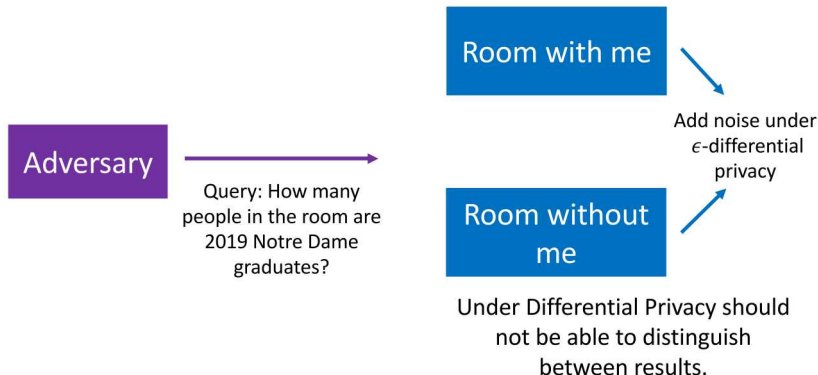 Adversary
Query: How many
people in the room are
2019 Notre Dame
graduates?
Room with me
Room without
me
Add noise under
ϵ-differential
privacy
Under Differential Privacy should
not be able to distinguish
between results.